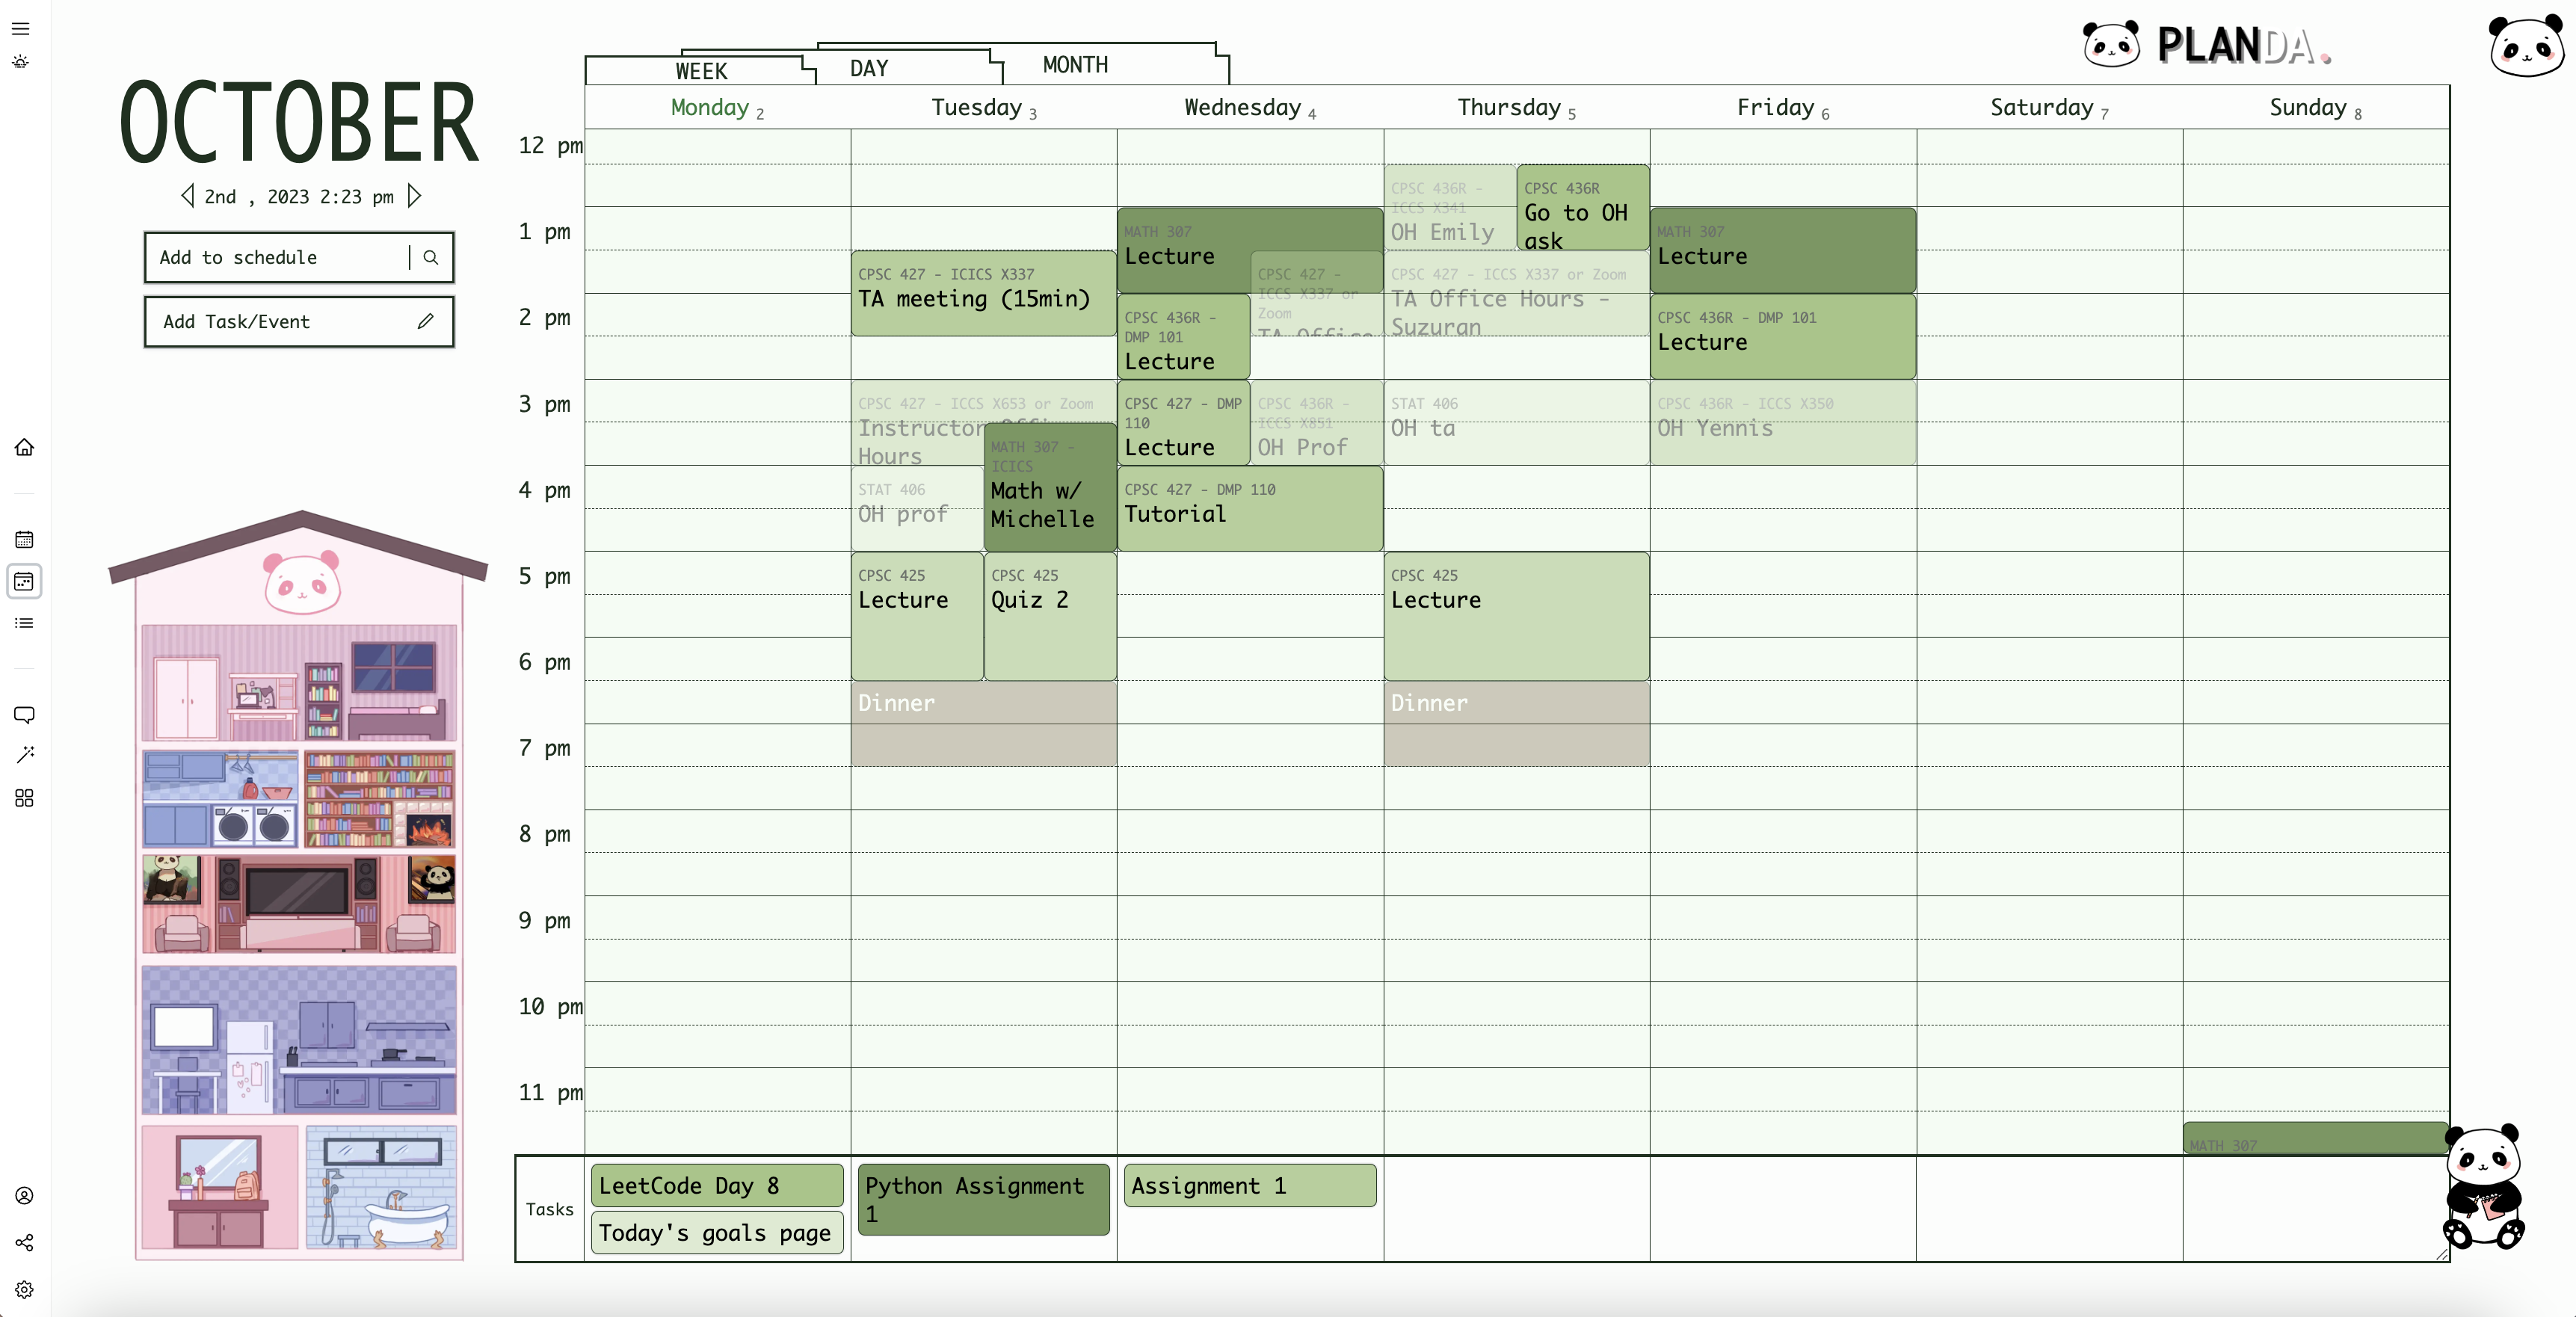 WEEK
DAY
MONTH
PLANDA.
OCTOBER
2nd , 2023 2:23 pm
Add to schedule
Add Task/Event
Monday 2
Tuesday 3
Wednesday 4
Thursday 5
Friday 6
Saturday 7
Sunday 8
12 pm
1 pm
2 pm
3 pm
4 pm
5 pm
6 pm
7 pm
8 pm
9 pm
10 pm
11 pm
CPSC 427 - ICICS X337
TA meeting (15min)
CPSC 427 - ICCS X653 or Zoom
Instructor
Hours
MATH 307 -
ICICS
Math w/
Michelle
STAT 406
OH prof
CPSC 425
Lecture
CPSC 425
Quiz 2
Dinner
MATH 307
Lecture
CPSC 427 -
ICCS X337 or
Zoom
TA Office
CPSC 436R -
DMP 101
Lecture
CPSC 427 - DMP
110
Lecture
CPSC 436R -
ICCS X851
OH Prof
CPSC 427 - DMP 110
Tutorial
CPSC 436R -
ICCS X341
OH Emily
CPSC 436R
Go to OH
ask
CPSC 427 - ICCS X337 or Zoom
TA Office Hours -
Suzuran
STAT 406
OH ta
CPSC 425
Lecture
Dinner
MATH 307
Lecture
CPSC 436R - DMP 101
Lecture
CPSC 436R - ICCS X350
OH Yennis
MATH 307
Tasks
LeetCode Day 8
Today's goals page
Python Assignment
1
Assignment 1